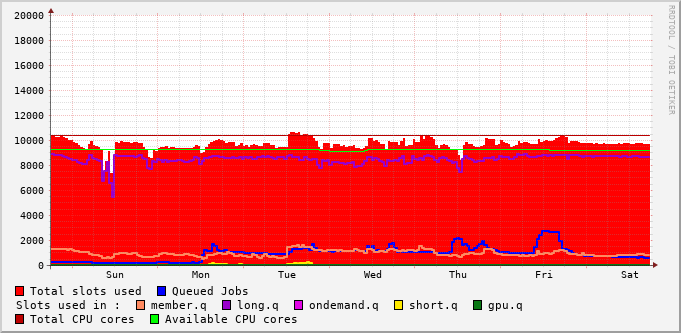 20000
18000
16000
14000
12000
10000
8000
6000
4000
2000
0
Sun Mon Tue Wed Thu Fri Sat
Total slots used Queued Jobs
Slots used in : member.q long.q ondemand.q short.q gpu.q
Total CPU cores Available CPU cores
RRDTOOL / TOBI OETIKER